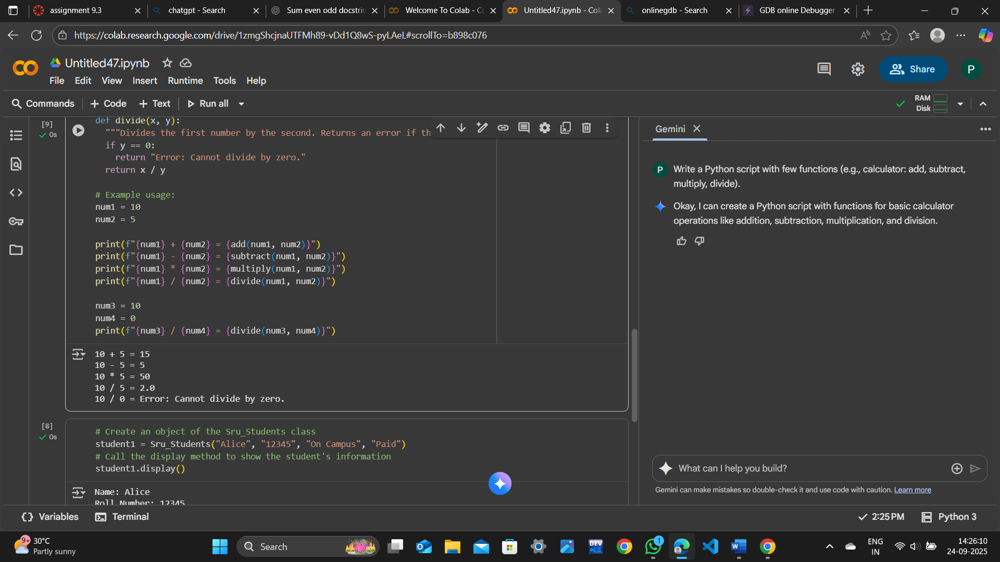 assignment 9.3
chatgpt - Search
Sum even odd docstrin
Welcome To Colab - Co
Untitled47.ipynb - Cola
onlinegdb - Search
GDB online Debugger
https://colab.research.google.com/drive/1zmgShcjnaUTFMh89-vDd1Q8wS-pyLAeL#scrollTo=b898c076
Untitled47.ipynb
File Edit View Insert Runtime Tools Help
Share
P
Commands + Code + Text Run all
RAM
Disk
[9]
0s
def divide(x, y):
"""Divides the first number by the second. Returns an error if th
if y == 0:
return "Error: Cannot divide by zero."
return x / y
# Example usage:
num1 = 10
num2 = 5
print(f"{num1} + {num2} = {add(num1, num2)}")
print(f"{num1} - {num2} = {subtract(num1, num2)}")
print(f"{num1} * {num2} = {multiply(num1, num2)}")
print(f"{num1} / {num2} = {divide(num1, num2)}")
num3 = 10
num4 = 0
print(f"{num3} / {num4} = {divide(num3, num4)}")
10 + 5 = 15
10 - 5 = 5
10 * 5 = 50
10 / 5 = 2.0
10 / 0 = Error: Cannot divide by zero.
[8]
0s
# Create an object of the Sru_Students class
student1 = Sru_Students("Alice", "12345", "On Campus", "Paid")
# Call the display method to show the student's information
student1.display()
Name: Alice
Roll Number: 12345
Gemini
P
Write a Python script with few functions (e.g., calculator: add, subtract,
multiply, divide).
Okay, I can create a Python script with functions for basic calculator
operations like addition, subtraction, multiplication, and division.
What can I help you build?
Gemini can make mistakes so double-check it and use code with caution. Learn more
Variables Terminal
2:25 PM Python 3
9+
30°C
Partly sunny
Search
DEV
C++
1
W
ENG
IN
14:26:10
24-09-2025